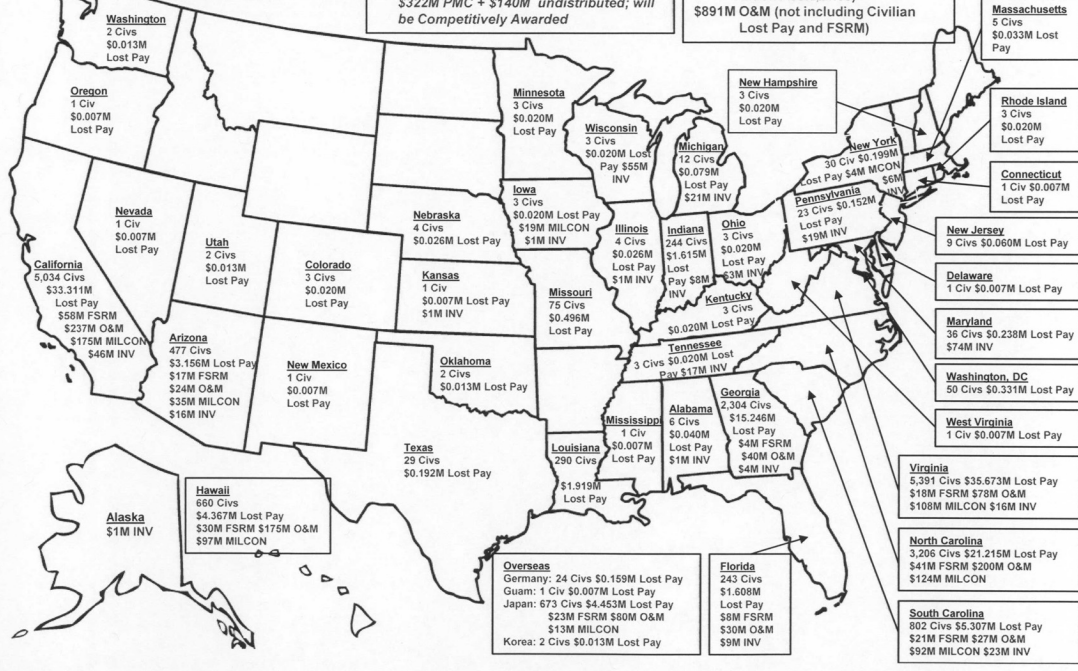 $322M PMC + $140M undistributed; will
be Competitively Awarded
$891M O&M (not including Civilian
Lost Pay and FSRM)
Massachusetts
5 Civs
$0.033M Lost
Pay
Washington
2 Civs
$0.013M
Lost Pay
Oregon
1 Civ
$0.007M
Lost Pay
Minnesota
3 Civs
$0.020M
Lost Pay
New Hampshire
3 Civs
$0.020M
Lost Pay
Rhode Island
3 Civs
$0.020M
Lost Pay
Wisconsin
3 Civs
$0.020M Lost
Pay $55M
INV
Michigan
12 Civs
$0.079M
Lost Pay
$21M INV
New York
30 Civ $0.199M
Lost Pay $4M MCON
$6M
INV
Connecticut
1 Civ $0.007M
Lost Pay
Pennsylvania
23 Civs $0.152M
Lost Pay
$19M INV
New Jersey
9 Civs $0.060M Lost Pay
Delaware
1 Civ $0.007M Lost Pay
Maryland
36 Civs $0.238M Lost Pay
$74M INV
Washington, DC
50 Civs $0.331M Lost Pay
West Virginia
1 Civ $0.007M Lost Pay
Virginia
5,391 Civs $35.673M Lost Pay
$18M FSRM $78M O&M
$108M MILCON $16M INV
North Carolina
3,206 Civs $21.215M Lost Pay
$41M FSRM $200M O&M
$124M MILCON
South Carolina
802 Civs $5.307M Lost Pay
$21M FSRM $27M O&M
$92M MILCON $23M INV
Iowa
3 Civs
$0.020M Lost Pay
$19M MILCON
$1M INV
Nebraska
4 Civs
$0.026M Lost Pay
Illinois
4 Civs
$0.026M
Lost Pay
$1M INV
Indiana
244 Civs
$1.615M
Lost
Pay $8M
INV
Ohio
3 Civs
$0.020M
Lost Pay
$3M INV
Nevada
1 Civ
$0.007M
Lost Pay
Utah
2 Civs
$0.013M
Lost Pay
Colorado
3 Civs
$0.020M
Lost Pay
Kansas
1 Civ
$0.007M Lost Pay
$1M INV
Missouri
75 Civs
$0.496M
Lost Pay
Kentucky
3 Civs
$0.020M Lost Pay
California
5,034 Civs
$33.311M
Lost Pay
$58M FSRM
$237M O&M
$175M MILCON
$46M INV
Arizona
477 Civs
$3.156M Lost Pay
$17M FSRM
$24M O&M
$35M MILCON
$16M INV
New Mexico
1 Civ
$0.007M
Lost Pay
Oklahoma
2 Civs
$0.013M Lost Pay
Tennessee
3 Civs $0.020M Lost
Pay $17M INV
Texas
29 Civs
$0.192M Lost Pay
Louisiana
290 Civs
$1.919M
Lost Pay
Mississippi
1 Civ
$0.007M
Lost Pay
Alabama
6 Civs
$0.040M
Lost Pay
$1M INV
Georgia
2,304 Civs
$15.246M
Lost Pay
$4M FSRM
$40M O&M
$4M INV
Alaska
$1M INV
Hawaii
660 Civs
$4.367M Lost Pay
$30M FSRM $175M O&M
$97M MILCON
Overseas
Germany: 24 Civs $0.159M Lost Pay
Guam: 1 Civ $0.007M Lost Pay
Japan: 673 Civs $4.453M Lost Pay
$23M FSRM $80M O&M
$13M MILCON
Korea: 2 Civs $0.013M Lost Pay
Florida
243 Civs
$1.608M
Lost Pay
$8M FSRM
$30M O&M
$9M INV